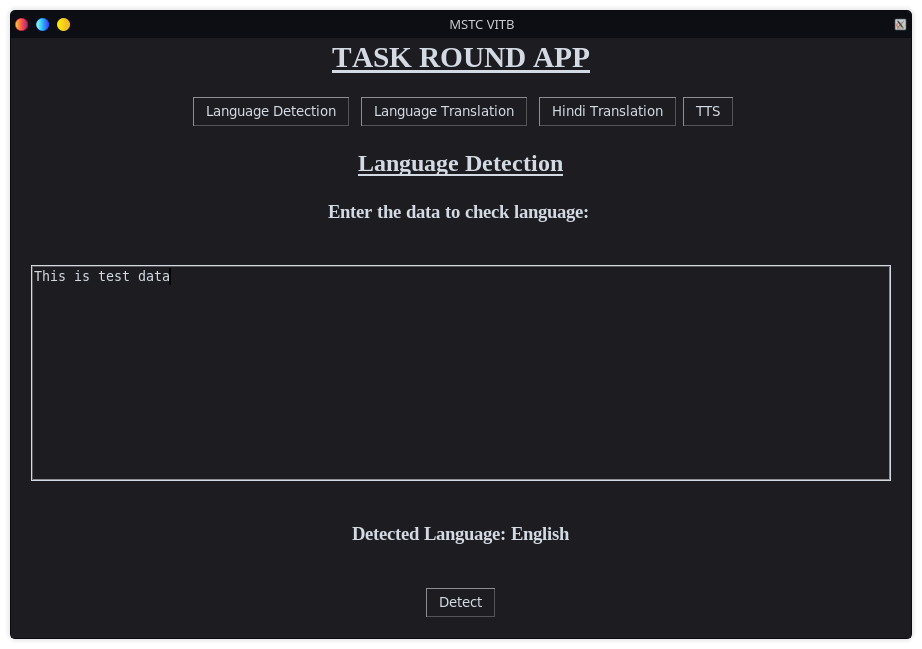 MSTC VITB
TASK ROUND APP
Language Detection Language Translation Hindi Translation TTS
Language Detection
Enter the data to check language:
This is test data
Detected Language: English
Detect